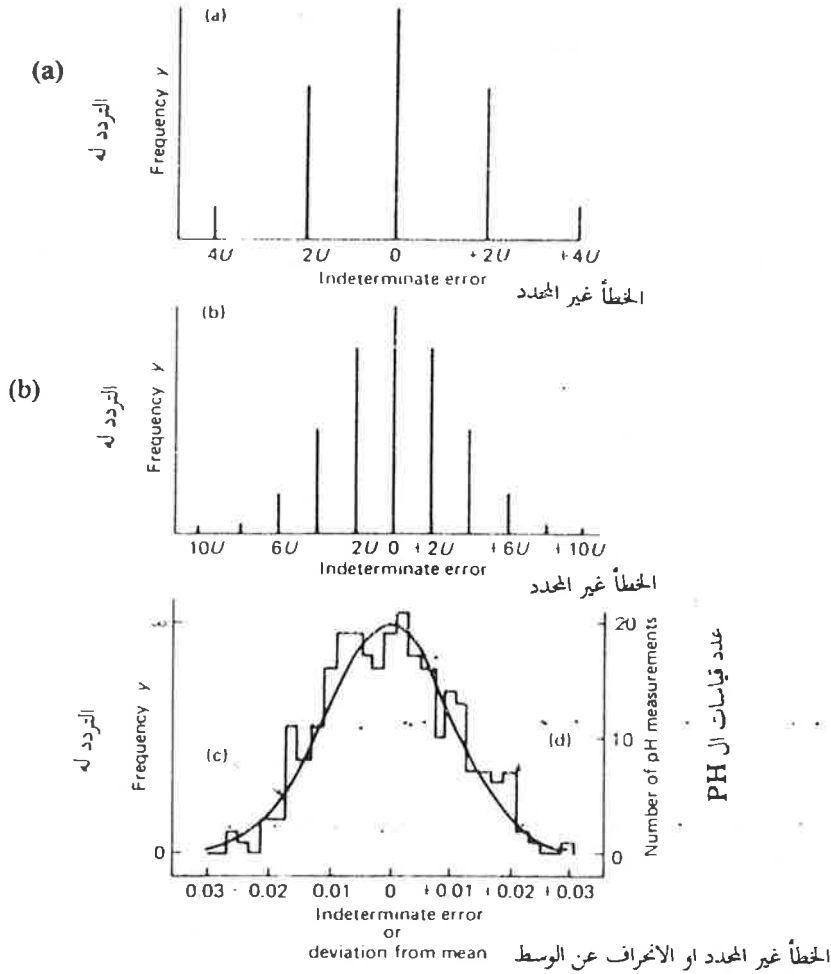 (a)
(a)
التردد له
Frequency y
4U 2U 0 +2U +4U
Indeterminate error
الخطأ غير المحدد
(b)
(b)
التردد له
Frequency y
10U 6U 2U 0 +2U +6U +10U
Indeterminate error
الخطأ غير المحدد
20
10
0
0
(c)
(d)
التردد له
Frequency y
Number of pH measurements
عدد قياسات ال PH
0.03 0.02 0.01 0 +0.01 +0.02 +0.03
Indeterminate error
or
deviation from mean
الخطأ غير المحدد او الانحراف عن الوسط